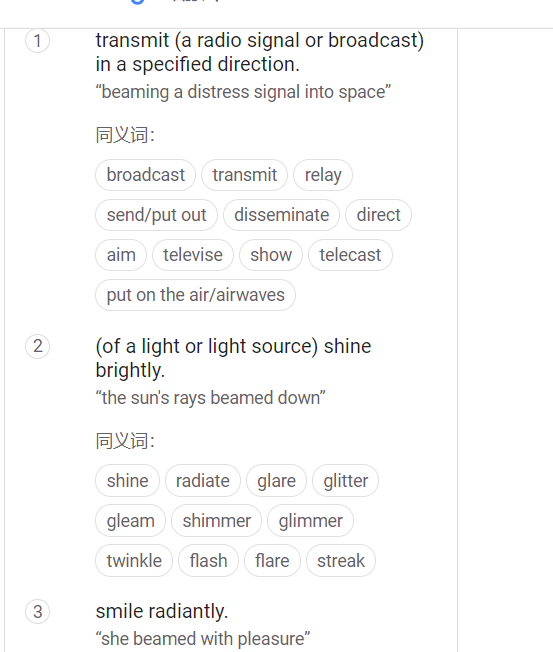 1
transmit (a radio signal or broadcast)
in a specified direction.
“beaming a distress signal into space”
同义词：
broadcast transmit relay
send/put out disseminate direct
aim televise show telecast
put on the air/airwaves
2
(of a light or light source) shine
brightly.
“the sun's rays beamed down”
同义词：
shine radiate glare glitter
gleam shimmer glimmer
twinkle flash flare streak
3
smile radiantly.
“she beamed with pleasure”